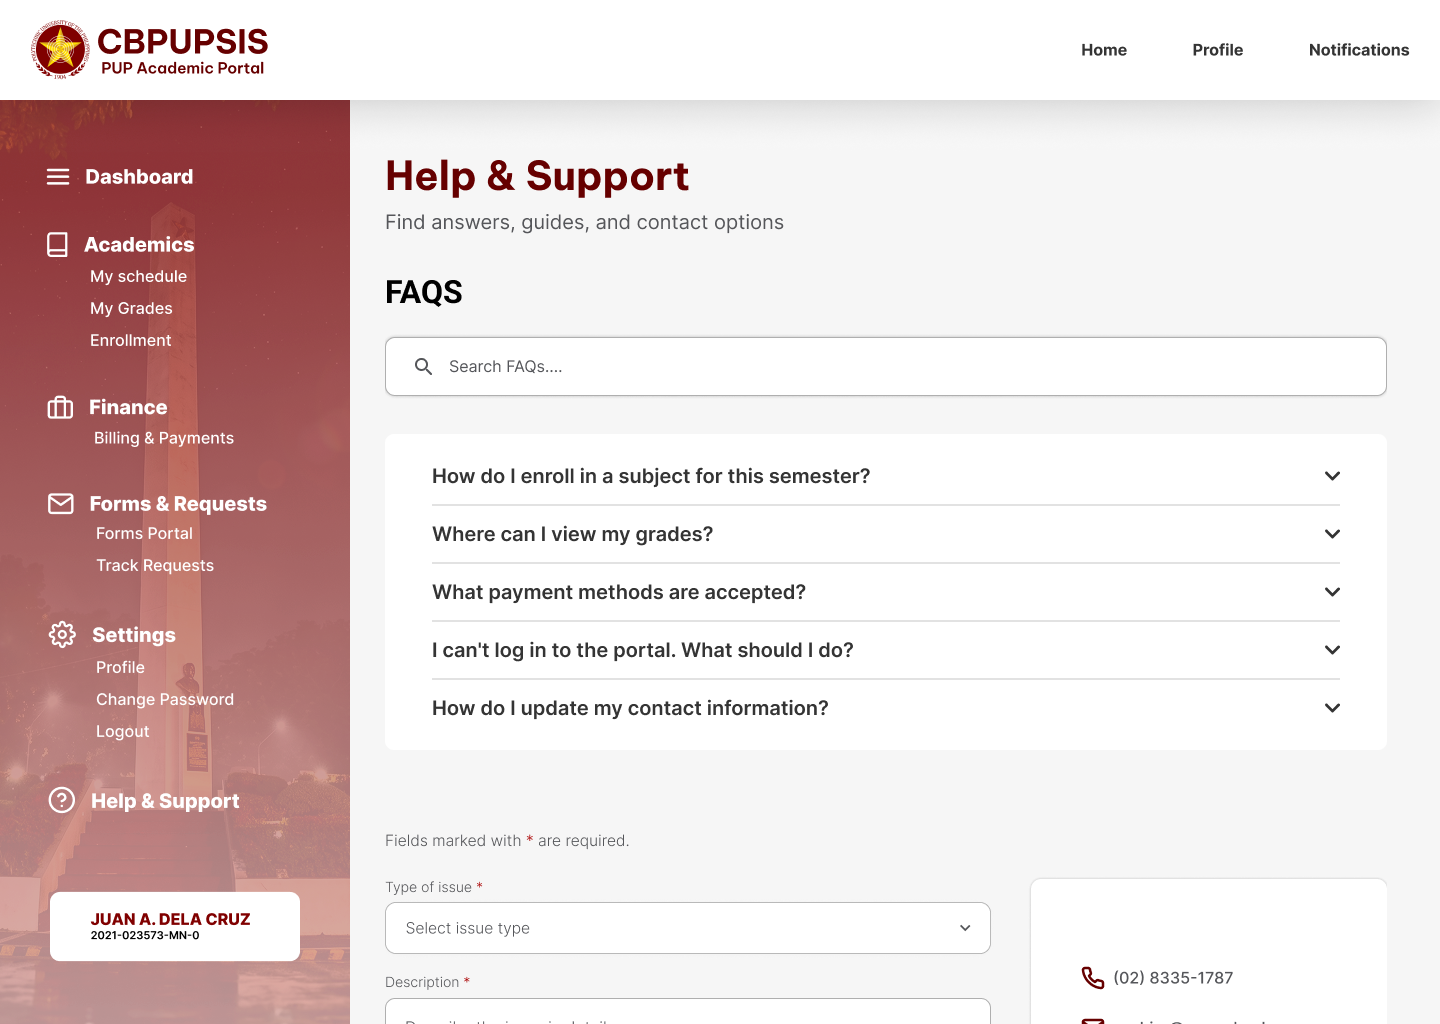 CBPUPSIS
PUP Academic Portal
1904
Home
Profile
Notifications
Dashboard
Academics
My schedule
My Grades
Enrollment
Finance
Billing & Payments
Forms & Requests
Forms Portal
Track Requests
Settings
Profile
Change Password
Logout
Help & Support
JUAN A. DELA CRUZ
2021-023573-MN-0
Help & Support
Find answers, guides, and contact options
FAQS
Search FAQs....
How do I enroll in a subject for this semester?
Where can I view my grades?
What payment methods are accepted?
I can't log in to the portal. What should I do?
How do I update my contact information?
Fields marked with * are required.
Type of issue *
Select issue type
Description *
(02) 8335-1787